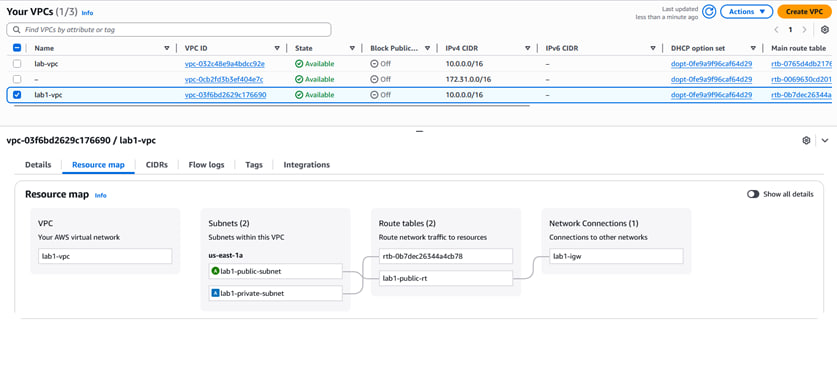 Your VPCs (1/3) Info
Last updated
less than a minute ago
Actions
Create VPC
Find VPCs by attribute or tag
1
Name VPC ID State Block Public... IPv4 CIDR IPv6 CIDR DHCP option set Main route table
lab-vpc vpc-032c48e9a4bdcc92e Available Off 10.0.0.0/16 – dopt-0fe9a9f96caf64d29 rtb-0765d4db2176
– vpc-0cb2fd3b3ef404e7c Available Off 172.31.0.0/16 – dopt-0fe9a9f96caf64d29 rtb-0069630cd201
lab1-vpc vpc-03f6bd2629c176690 Available Off 10.0.0.0/16 – dopt-0fe9a9f96caf64d29 rtb-0b7dec26344a
vpc-03f6bd2629c176690 / lab1-vpc
Details Resource map CIDRs Flow logs Tags Integrations
Resource map Info
Show all details
VPC
Your AWS virtual network
lab1-vpc
Subnets (2)
Subnets within this VPC
us-east-1a
A lab1-public-subnet
A lab1-private-subnet
Route tables (2)
Route network traffic to resources
rtb-0b7dec26344a4cb78
lab1-public-rt
Network Connections (1)
Connections to other networks
lab1-igw